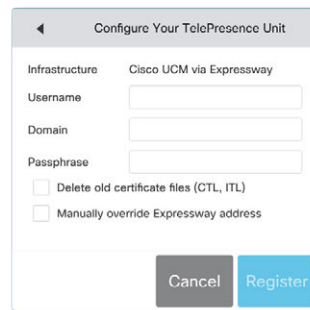 Configure Your TelePresence Unit
Infrastructure Cisco UCM via Expressway
Username
Domain
Passphrase
Delete old certificate files (CTL, ITL)
Manually override Expressway address
Cancel Register